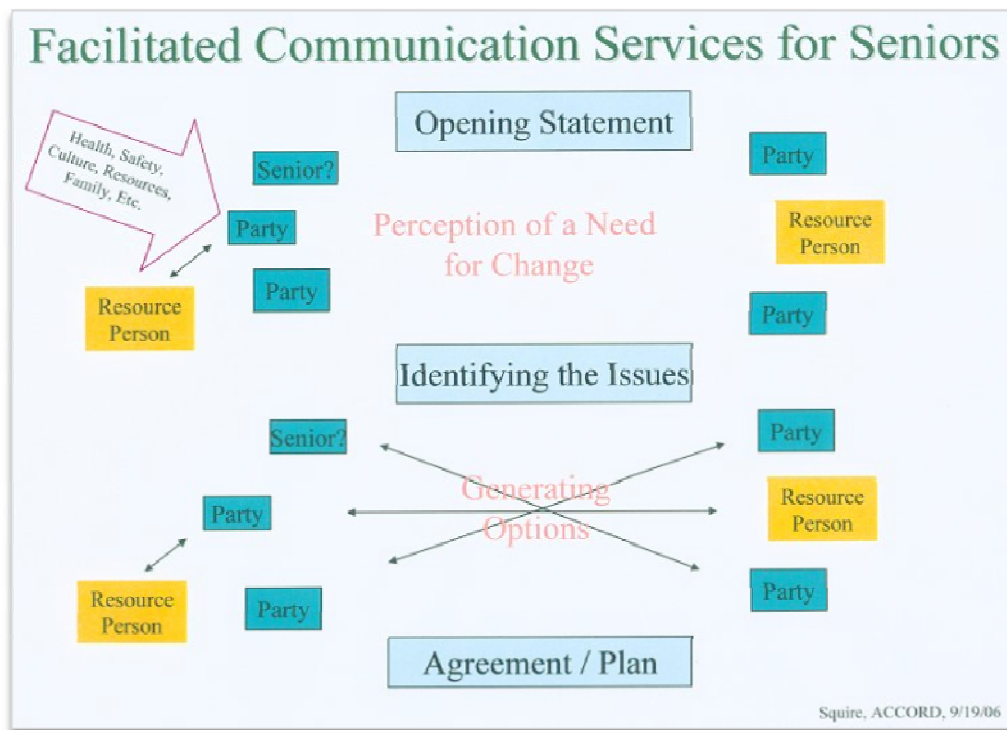 Facilitated Communication Services for Seniors
Opening Statement
Health, Safety,
Culture, Resources,
Family, Etc.
Senior?
Party
Party
Resource
Person
Perception of a Need
for Change
Party
Resource
Person
Party
Identifying the Issues
Senior?
Party
Resource
Person
Party
Generating
Options
Party
Resource
Person
Party
Agreement / Plan
Squire, ACCORD, 9/19/06